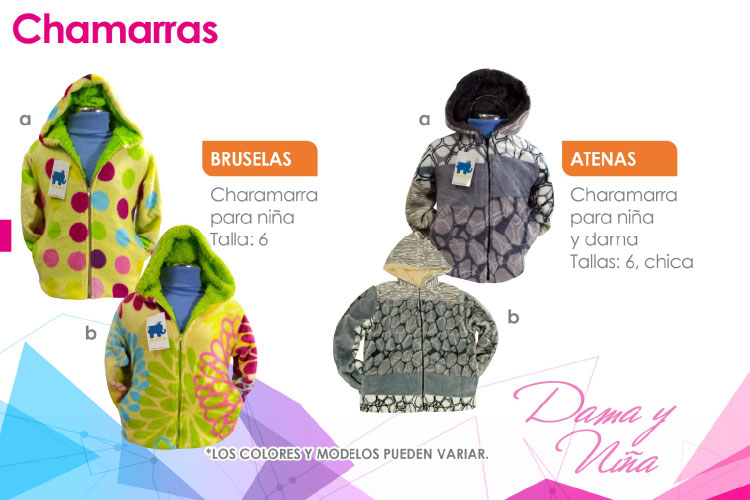 Chamarras
a
BRUSELAS
Charamarra
para niña
Talla: 6
b
a
ATENAS
Charamarra
para niña
y dama
Tallas: 6, chica
b
Dama y
Niña
*LOS COLORES Y MODELOS PUEDEN VARIAR.